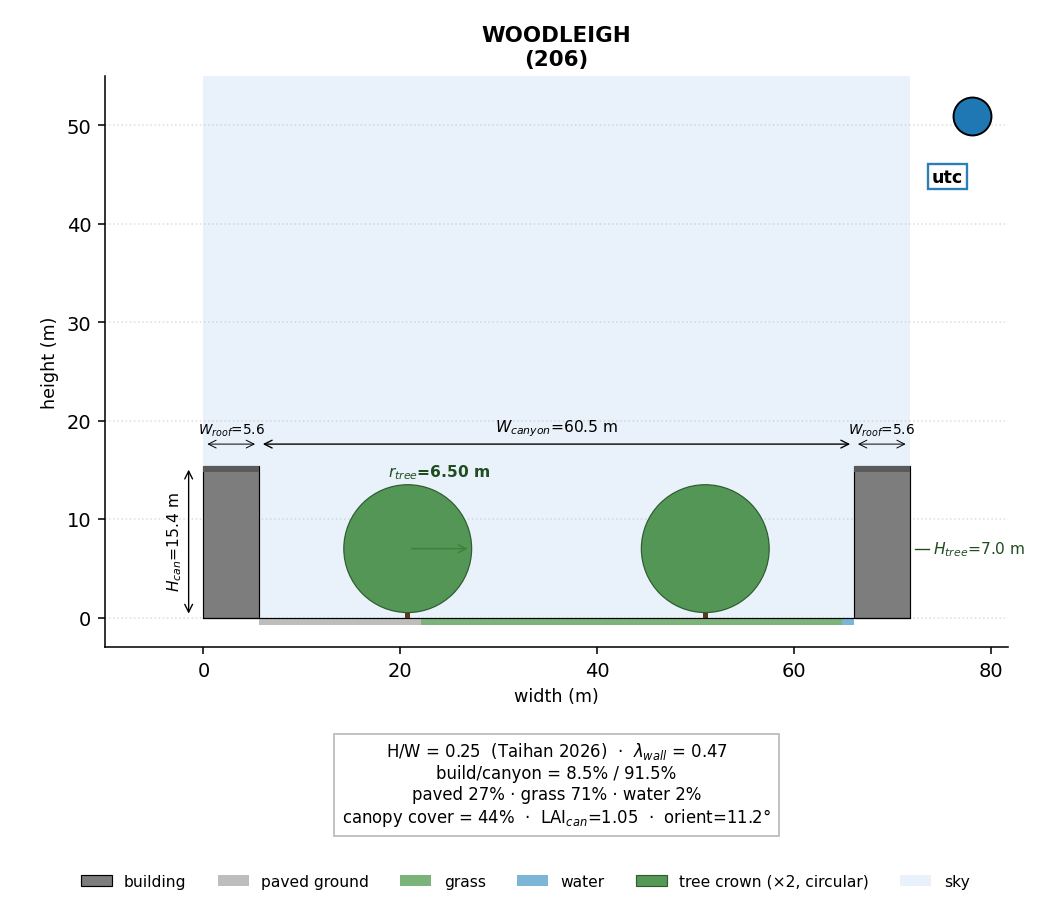 WOODLEIGH
(206)
50
40
30
20
10
0
height (m)
utc
W_roof=5.6
W_canyon=60.5 m
W_roof=5.6
r_tree=6.50 m
H_can=15.4 m
H_tree=7.0 m
0 20 40 60 80
width (m)
H/W = 0.25 (Taihan 2026) · λ_wall = 0.47
build/canyon = 8.5% / 91.5%
paved 27% · grass 71% · water 2%
canopy cover = 44% · LAI_can=1.05 · orient=11.2°
building paved ground grass water tree crown (×2, circular) sky